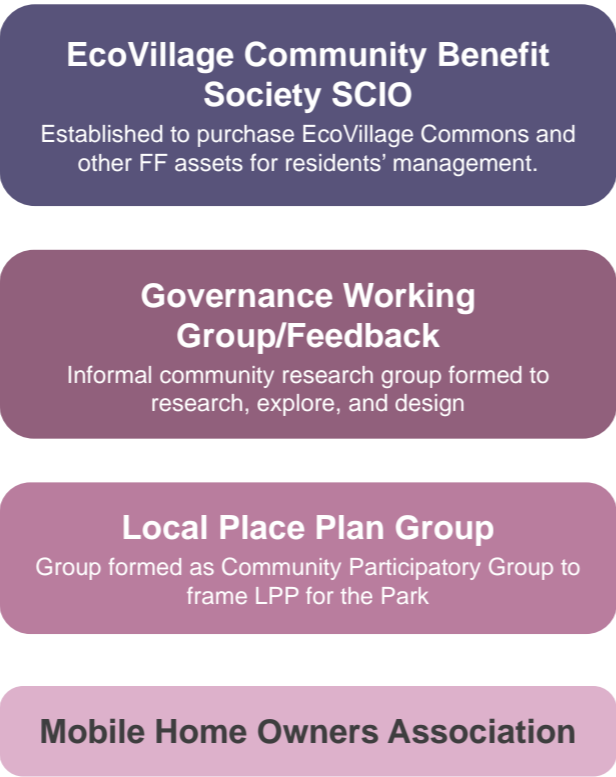 EcoVillage Community Benefit
Society SCIO
Established to purchase EcoVillage Commons and
other FF assets for residents’ management.
Governance Working
Group/Feedback
Informal community research group formed to
research, explore, and design
Local Place Plan Group
Group formed as Community Participatory Group to
frame LPP for the Park
Mobile Home Owners Association